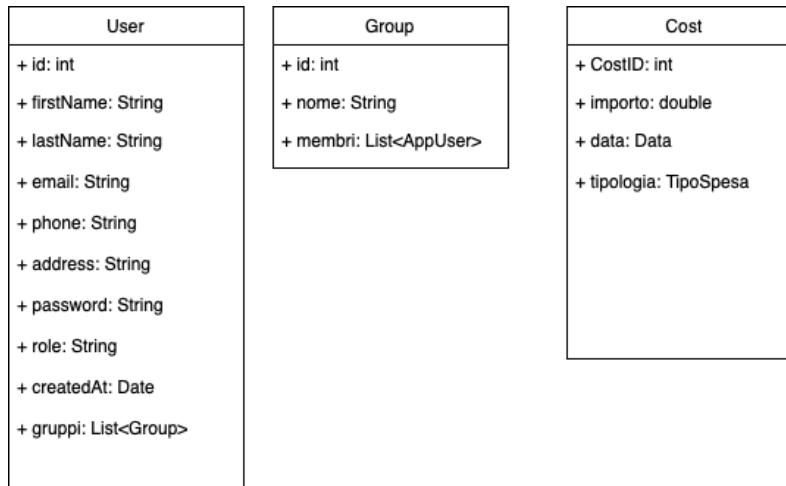 User
+ id: int
+ firstName: String
+ lastName: String
+ email: String
+ phone: String
+ address: String
+ password: String
+ role: String
+ createdAt: Date
+ gruppi: List<Group>
Group
+ id: int
+ nome: String
+ membri: List<AppUser>
Cost
+ CostID: int
+ importo: double
+ data: Data
+ tipologia: TipoSpesa